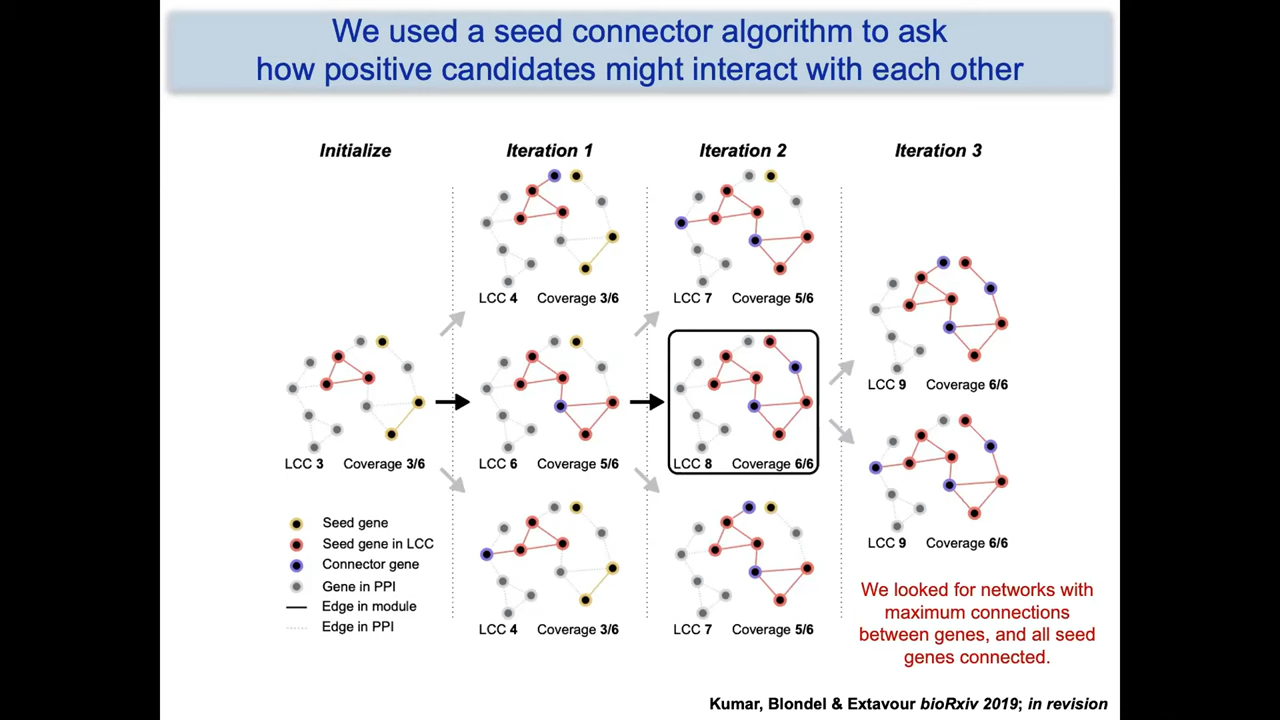 We used a seed connector algorithm to ask
how positive candidates might interact with each other
Initialize
Iteration 1
Iteration 2
Iteration 3
LCC 4 Coverage 3/6
LCC 7 Coverage 5/6
LCC 9 Coverage 6/6
LCC 3 Coverage 3/6
LCC 6 Coverage 5/6
LCC 8 Coverage 6/6
LCC 9 Coverage 6/6
LCC 4 Coverage 3/6
LCC 7 Coverage 5/6
Seed gene
Seed gene in LCC
Connector gene
Gene in PPI
Edge in module
Edge in PPI
We looked for networks with
maximum connections
between genes, and all seed
genes connected.
Kumar, Blondel & Extavour bioRxiv 2019; in revision